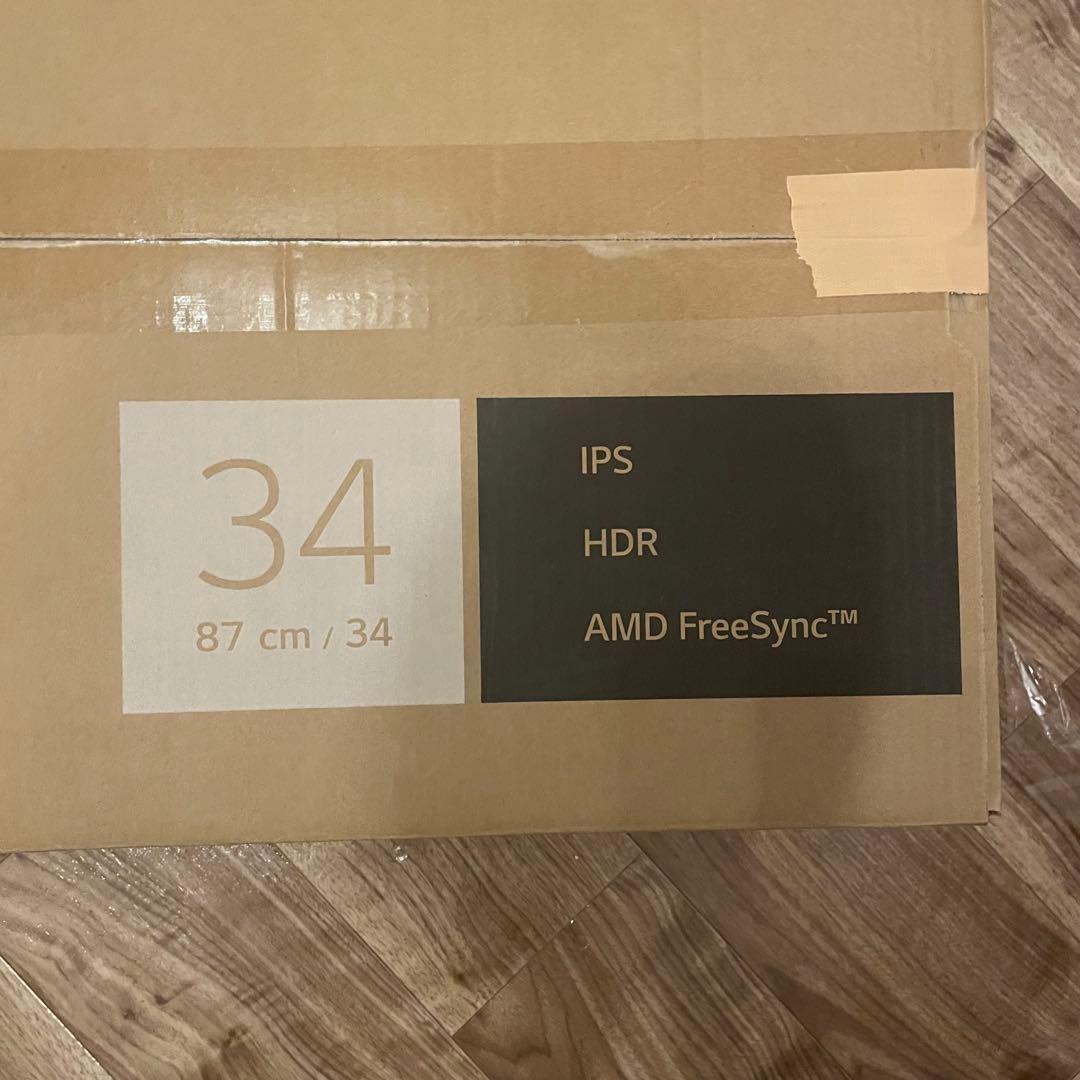 34
87 cm / 34
IPS
HDR
AMD FreeSync™